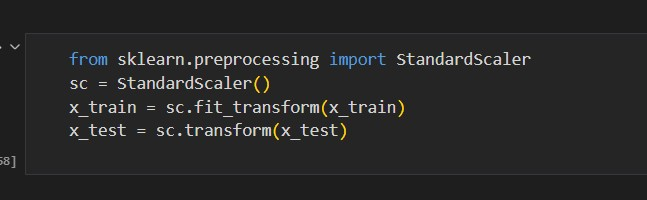 from sklearn.preprocessing import StandardScaler
sc = StandardScaler()
x_train = sc.fit_transform(x_train)
x_test = sc.transform(x_test)
58]